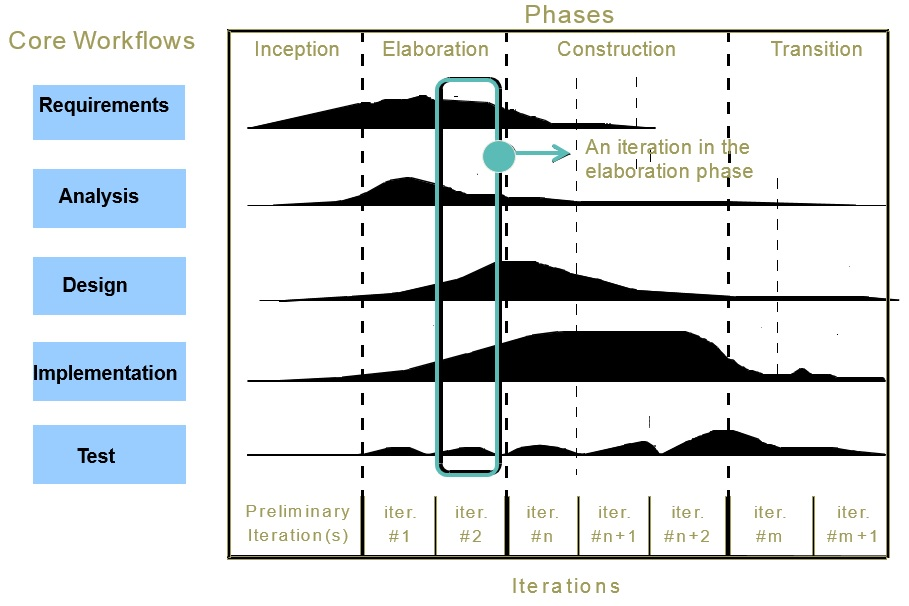 Phases
Core Workflows
Inception
Elaboration
Construction
Transition
Requirements
An iteration in the
elaboration phase
Analysis
Design
Implementation
Test
Preliminary
Iteration(s)
iter.
#1
iter.
#2
iter.
#n
iter.
#n+1
iter.
#n+2
iter.
#m
iter.
#m+1
Iterations